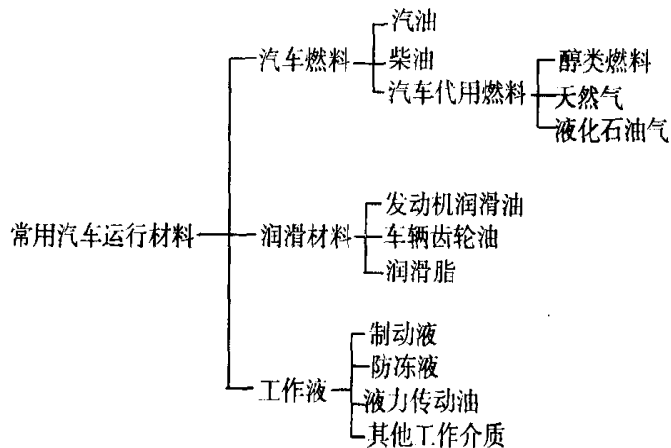 汽油
汽车燃料
柴油
汽车代用燃料
醇类燃料
天然气
液化石油气
常用汽车运行材料
润滑材料
发动机润滑油
车辆齿轮油
润滑脂
工作液
制动液
防冻液
液力传动油
其他工作介质